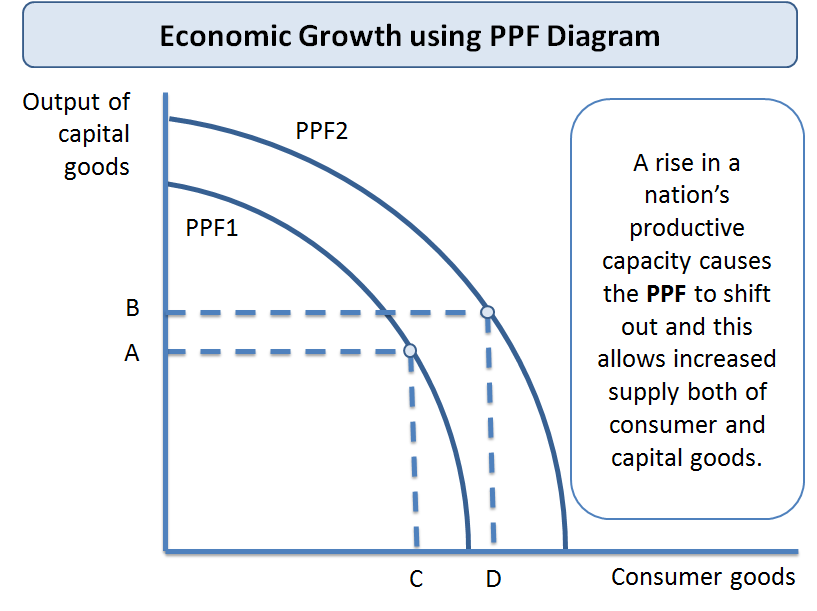 Economic Growth using PPF Diagram
Output of
capital
goods
PPF2
PPF1
B
A
C
D
Consumer goods
A rise in a
nation’s
productive
capacity causes
the PPF to shift
out and this
allows increased
supply both of
consumer and
capital goods.